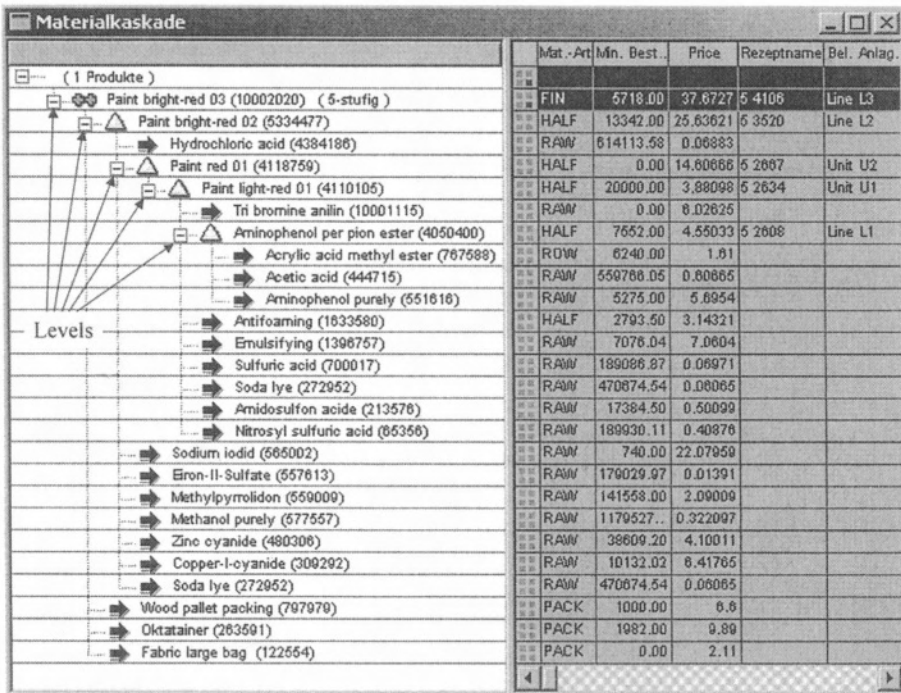 Materialkaskade
Mat.-Art Min. Best.. Price Rezeptname Bel. Anlag.
( 1 Produkte )
Paint bright-red 03 (10002020) ( 5-stufig ) FIN 5718.00 37.6727 5 4106 Line L3
Paint bright-red 02 (5334477) HALF 13342.00 25.63621 5 3520 Line L2
Hydrochloric acid (4384186) RAW 614113.58 0.06883
Paint red 01 (4118759) HALF 0.00 14.60666 5 2667 Unit U2
Paint light-red 01 (4110105) HALF 20000.00 3.88098 5 2634 Unit U1
Tri bromine anilin (10001115) RAW 0.00 6.02625
Aminophenol per pion ester (4050400) HALF 7652.00 4.55033 5 2608 Line L1
Acrylic acid methyl ester (767588) ROW 6240.00 1.61
Acetic acid (444715) RAW 559766.05 0.60665
Aminophenol purely (551616) RAW 5275.00 5.6954
Levels
Antifoaming (1633580) HALF 2793.50 3.14321
Emulsifying (1396757) RAW 7076.04 7.0604
Sulfuric acid (700017) RAW 189086.87 0.06971
Soda lye (272952) RAW 470674.54 0.06065
Amidosulfon acide (213576) RAW 17384.50 0.50099
Nitrosyl sulfuric acid (65356) RAW 189930.11 0.40876
Sodium iodid (565002) RAW 740.00 22.07959
Eiron-II-Sulfate (557613) RAW 179029.97 0.01391
Methylpyrrolidon (559009) RAW 141558.00 2.09009
Methanol purely (577557) RAW 1179527.. 0.322097
Zinc cyanide (480306) RAW 38609.20 4.10011
Copper-I-cyanide (309292) RAW 10132.02 6.41765
Soda lye (272952) RAW 470674.54 0.06065
Wood pallet packing (797979) PACK 1000.00 6.6
Oktatainer (263591) PACK 1982.00 9.89
Fabric large bag (122554) PACK 0.00 2.11